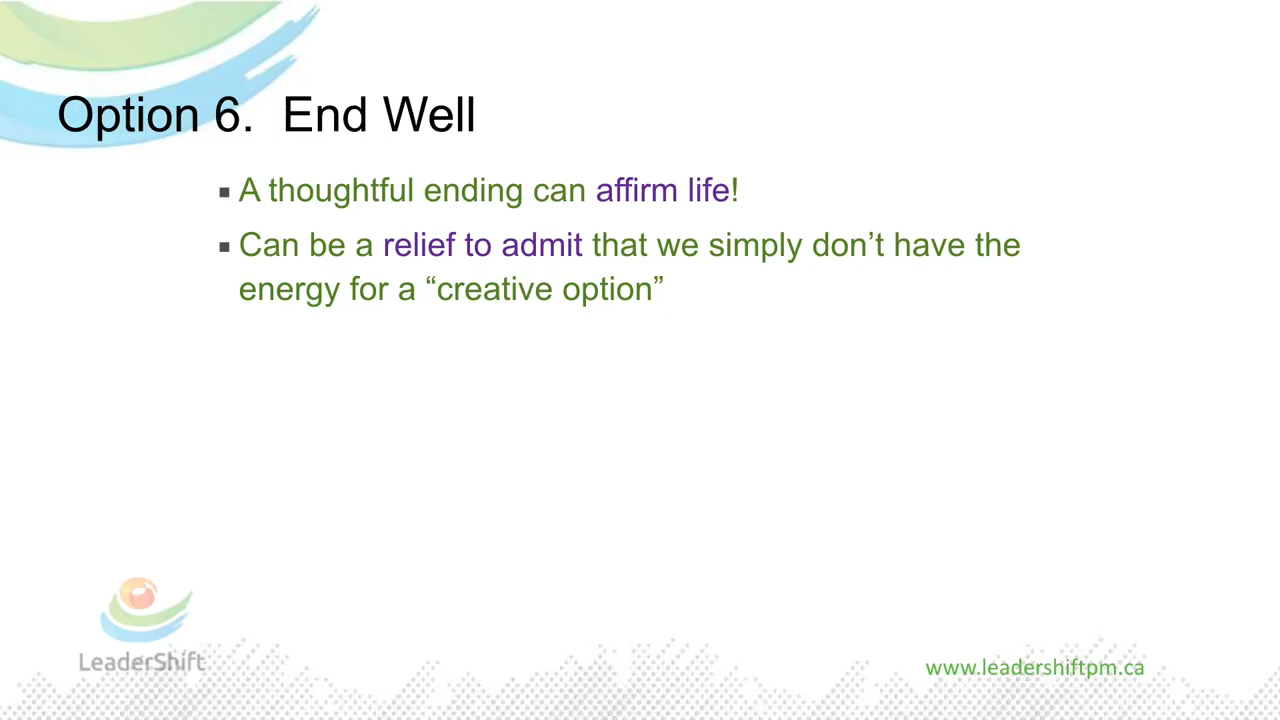 Option 6.  End Well
▪ A thoughtful ending can affirm life!
▪ Can be a relief to admit that we simply don’t have the
energy for a “creative option”
LeaderShift
www.leadershiftpm.ca